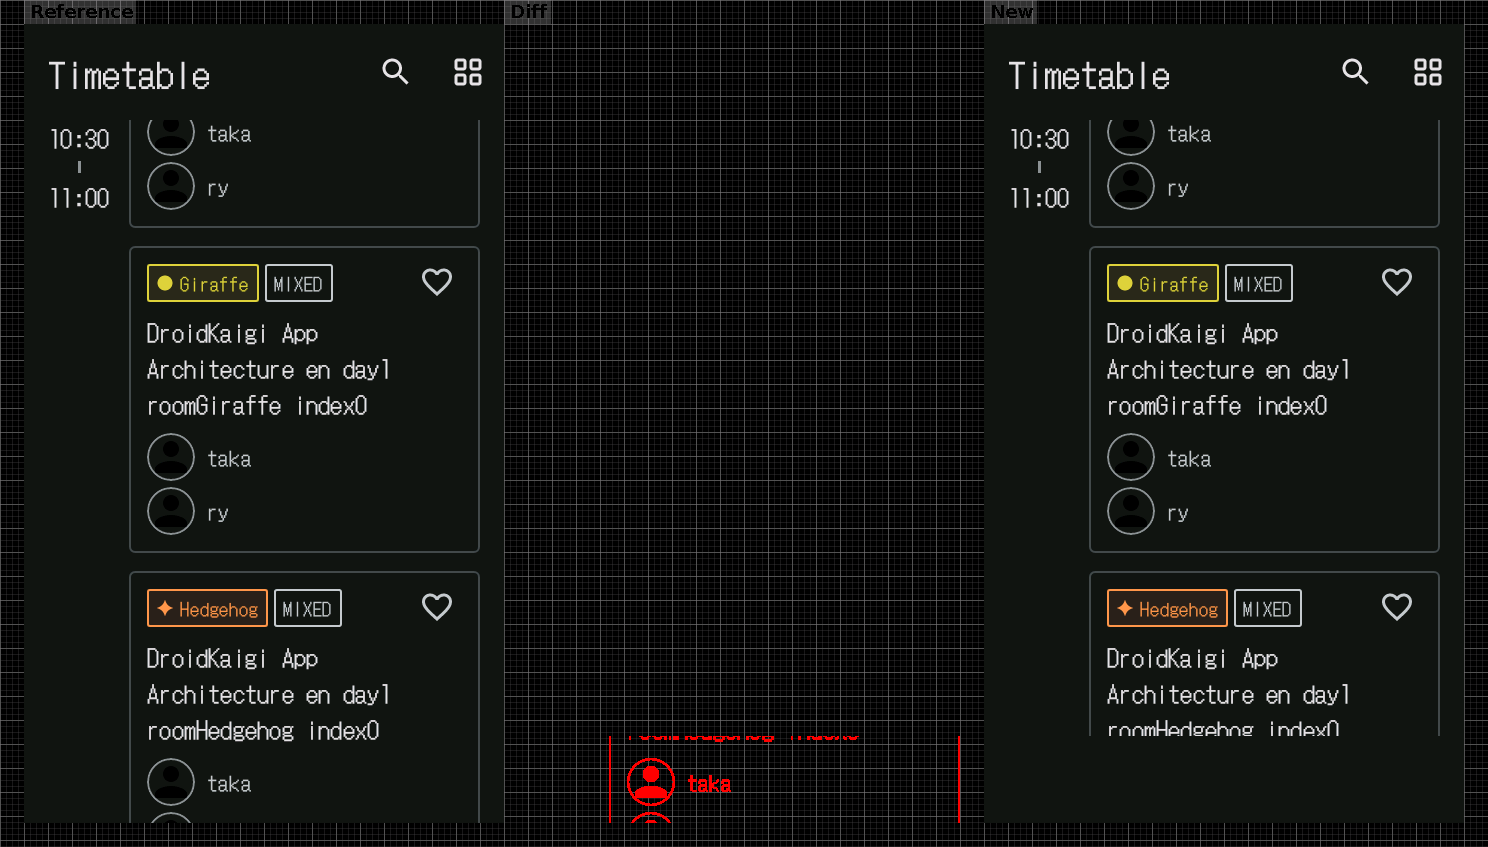 Reference
Timetable
10:30
11:00
taka
ry
Giraffe MIXED
DroidKaigi App
Architecture en day1
roomGiraffe index0
taka
ry
Hedgehog MIXED
DroidKaigi App
Architecture en day1
roomHedgehog index0
taka
Diff
roomHedgehog index0
taka
New
Timetable
10:30
11:00
taka
ry
Giraffe MIXED
DroidKaigi App
Architecture en day1
roomGiraffe index0
taka
ry
Hedgehog MIXED
DroidKaigi App
Architecture en day1
roomHedgehog index0